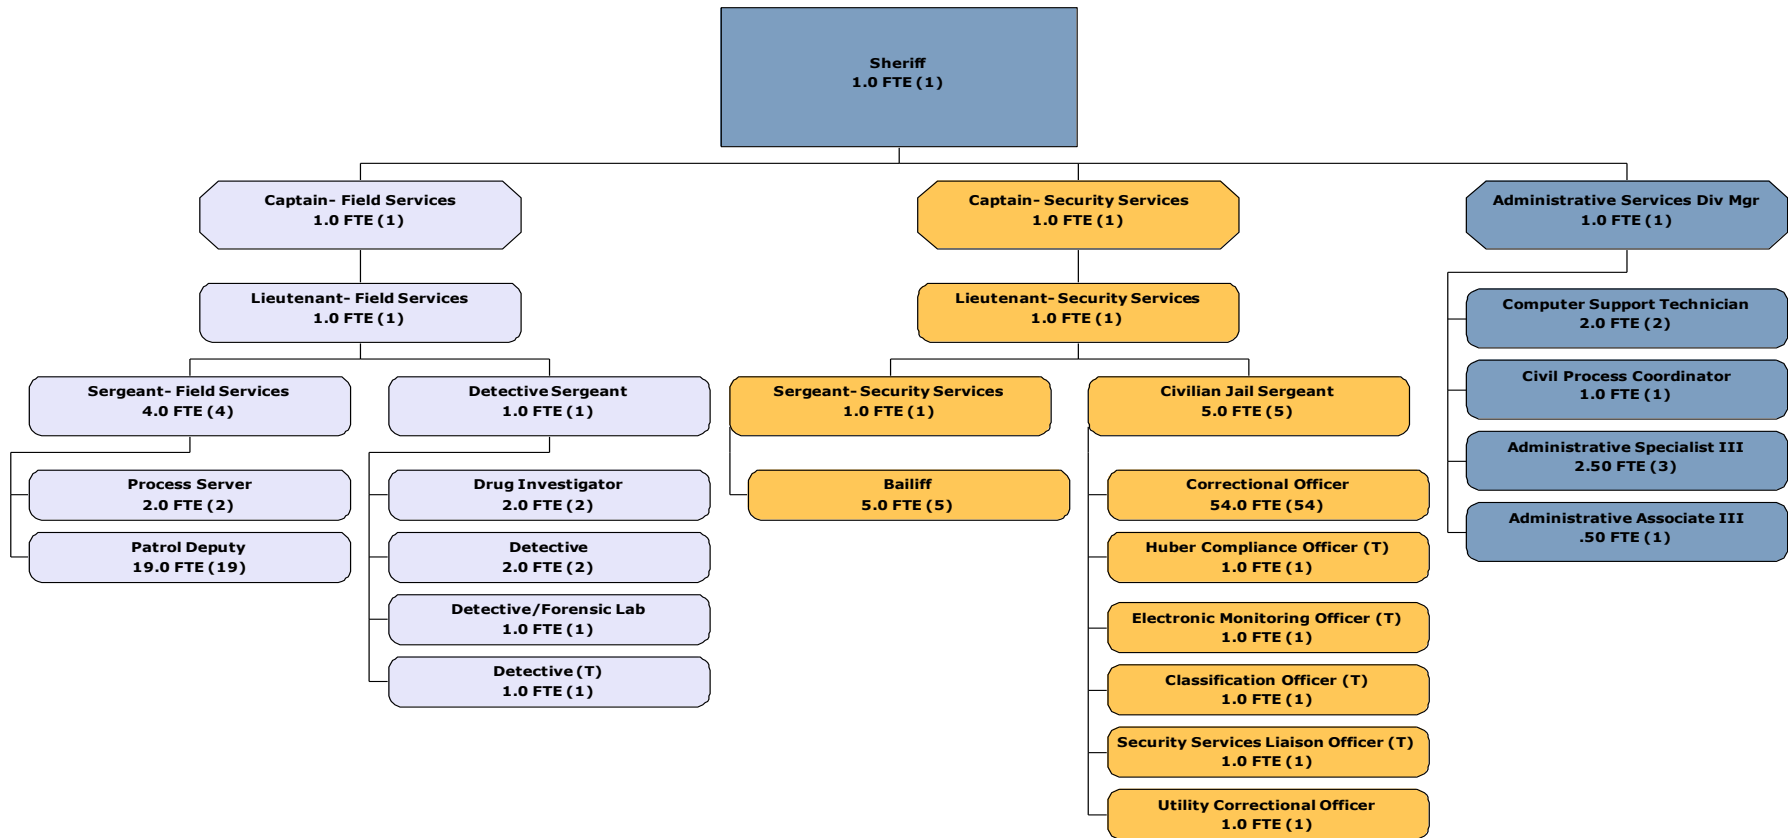 Sheriff
1.0 FTE (1)
Captain- Field Services
1.0 FTE (1)
Lieutenant- Field Services
1.0 FTE (1)
Sergeant- Field Services
4.0 FTE (4)
Process Server
2.0 FTE (2)
Patrol Deputy
19.0 FTE (19)
Detective Sergeant
1.0 FTE (1)
Drug Investigator
2.0 FTE (2)
Detective
2.0 FTE (2)
Detective/Forensic Lab
1.0 FTE (1)
Detective (T)
1.0 FTE (1)
Captain- Security Services
1.0 FTE (1)
Lieutenant- Security Services
1.0 FTE (1)
Sergeant- Security Services
1.0 FTE (1)
Bailiff
5.0 FTE (5)
Civilian Jail Sergeant
5.0 FTE (5)
Correctional Officer
54.0 FTE (54)
Huber Compliance Officer (T)
1.0 FTE (1)
Electronic Monitoring Officer (T)
1.0 FTE (1)
Classification Officer (T)
1.0 FTE (1)
Security Services Liaison Officer (T)
1.0 FTE (1)
Utility Correctional Officer
1.0 FTE (1)
Administrative Services Div Mgr
1.0 FTE (1)
Computer Support Technician
2.0 FTE (2)
Civil Process Coordinator
1.0 FTE (1)
Administrative Specialist III
2.50 FTE (3)
Administrative Associate III
.50 FTE (1)